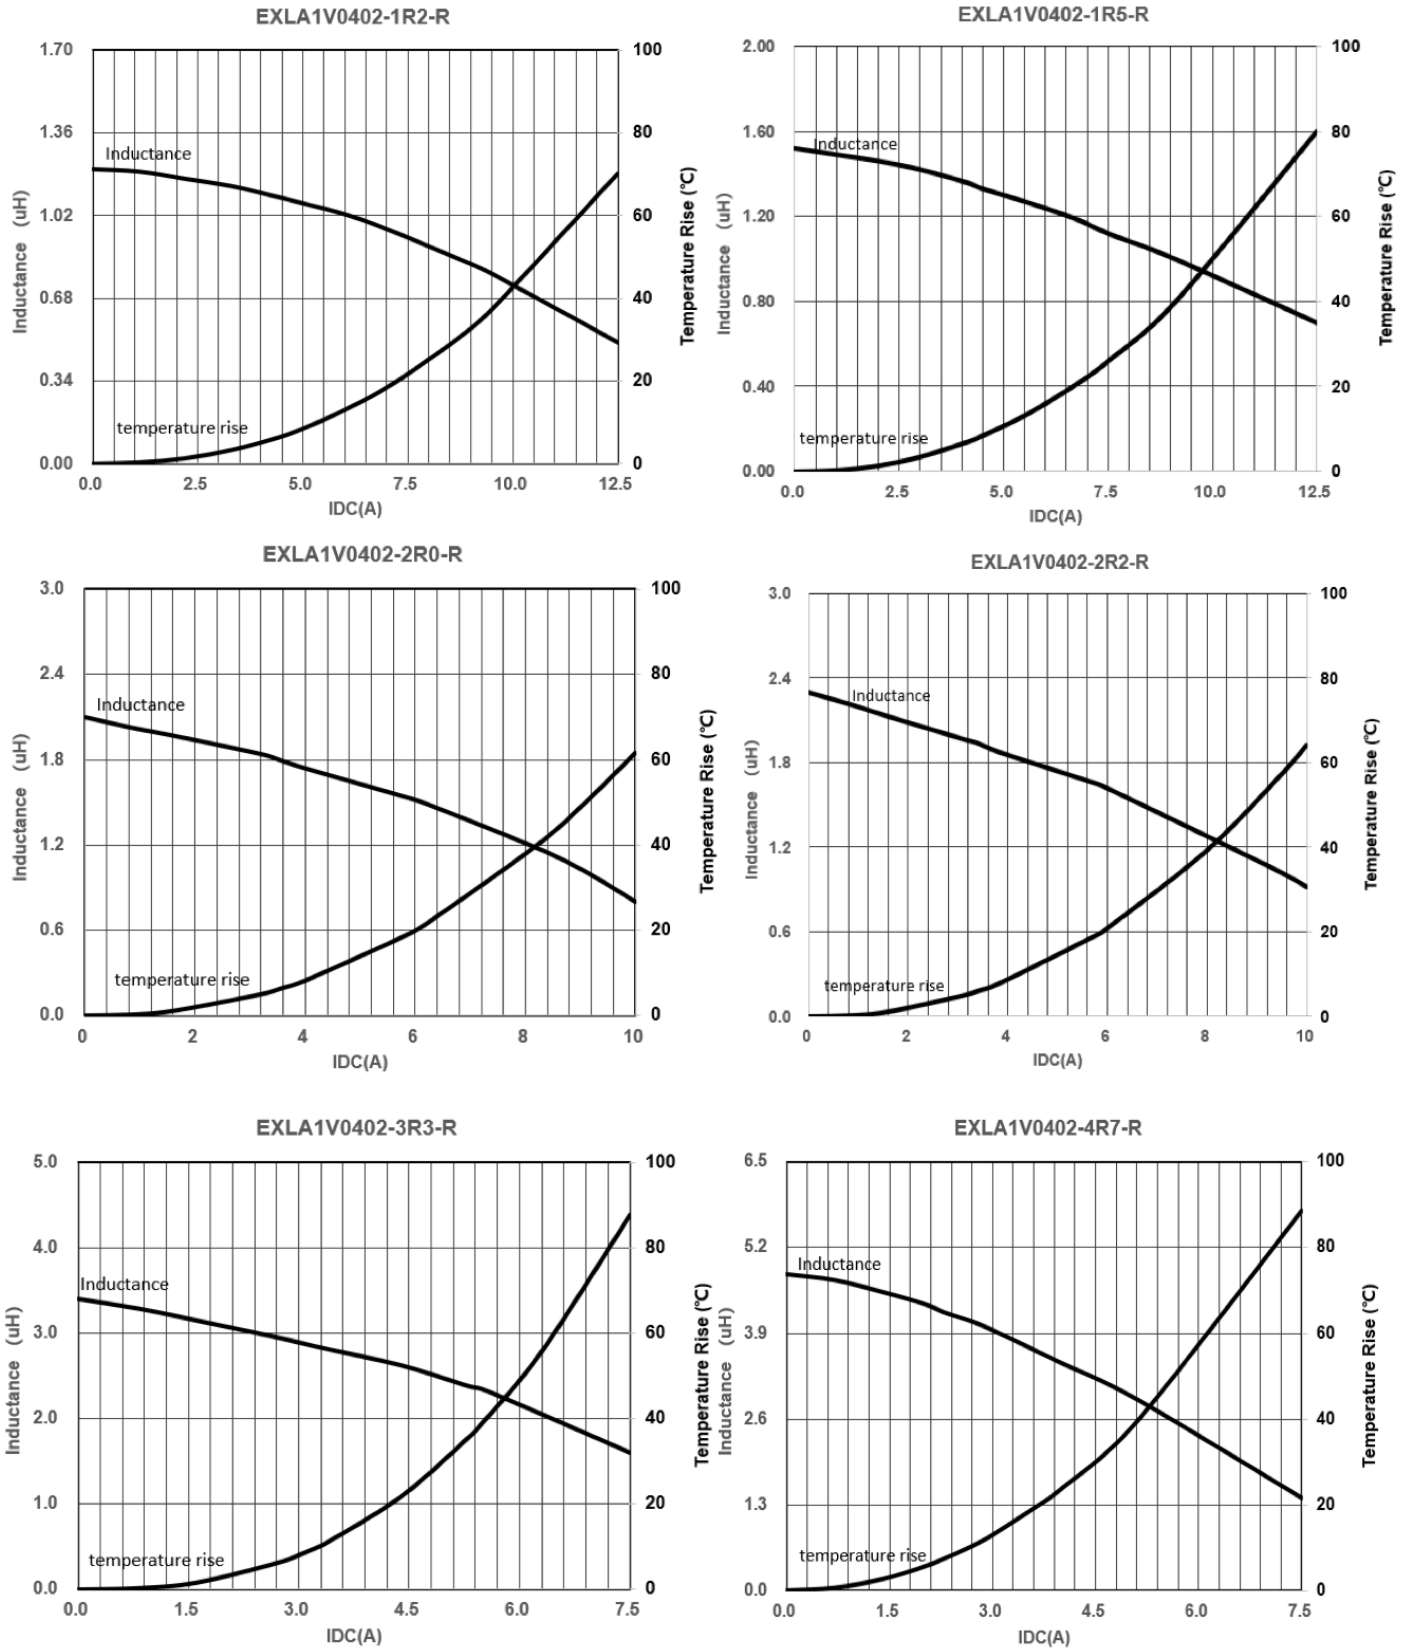 EXLA1V0402-1R2-R
1.70
1.36
1.02
0.68
0.34
0.00
100
80
60
40
20
0
Inductance
temperature rise
Inductance (uH)
Temperature Rise (℃)
0.0 2.5 5.0 7.5 10.0 12.5
IDC(A)
EXLA1V0402-1R5-R
2.00
1.60
1.20
0.80
0.40
0.00
100
80
60
40
20
0
Inductance
temperature rise
Inductance (uH)
Temperature Rise (℃)
0.0 2.5 5.0 7.5 10.0 12.5
IDC(A)
EXLA1V0402-2R0-R
3.0
2.4
1.8
1.2
0.6
0.0
100
80
60
40
20
0
Inductance
temperature rise
Inductance (uH)
Temperature Rise (℃)
0 2 4 6 8 10
IDC(A)
EXLA1V0402-2R2-R
3.0
2.4
1.8
1.2
0.6
0.0
100
80
60
40
20
0
Inductance
temperature rise
Inductance (uH)
Temperature Rise (℃)
0 2 4 6 8 10
IDC(A)
EXLA1V0402-3R3-R
5.0
4.0
3.0
2.0
1.0
0.0
100
80
60
40
20
0
Inductance
temperature rise
Inductance (uH)
Temperature Rise (℃)
0.0 1.5 3.0 4.5 6.0 7.5
IDC(A)
EXLA1V0402-4R7-R
6.5
5.2
3.9
2.6
1.3
0.0
100
80
60
40
20
0
Inductance
temperature rise
Inductance (uH)
Temperature Rise (℃)
0.0 1.5 3.0 4.5 6.0 7.5
IDC(A)